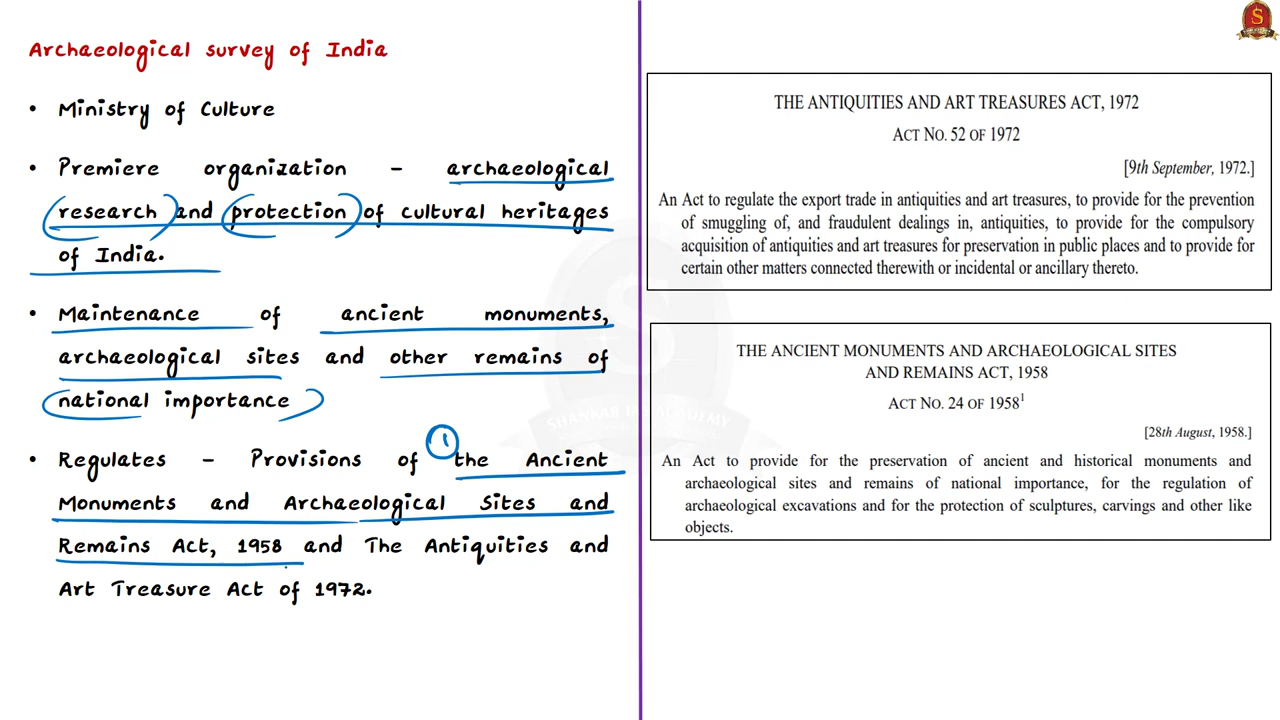 Archaeological survey of India
• Ministry of Culture
• Premiere organization – archaeological
research and protection of cultural heritages
of India.
• Maintenance of ancient monuments,
archaeological sites and other remains of
national importance
• Regulates – Provisions of the Ancient
Monuments and Archaeological Sites and
Remains Act, 1958 and The Antiquities and
Art Treasure Act of 1972.
1
S
THE ANTIQUITIES AND ART TREASURES ACT, 1972
ACT NO. 52 OF 1972
[9th September, 1972.]
An Act to regulate the export trade in antiquities and art treasures, to provide for the prevention
of smuggling of, and fraudulent dealings in, antiquities, to provide for the compulsory
acquisition of antiquities and art treasures for preservation in public places and to provide for
certain other matters connected therewith or incidental or ancillary thereto.
THE ANCIENT MONUMENTS AND ARCHAEOLOGICAL SITES
AND REMAINS ACT, 1958
ACT NO. 24 OF 1958¹
[28th August, 1958.]
An Act to provide for the preservation of ancient and historical monuments and
archaeological sites and remains of national importance, for the regulation of
archaeological excavations and for the protection of sculptures, carvings and other like
objects.
SHANKAR IAS ACADEMY